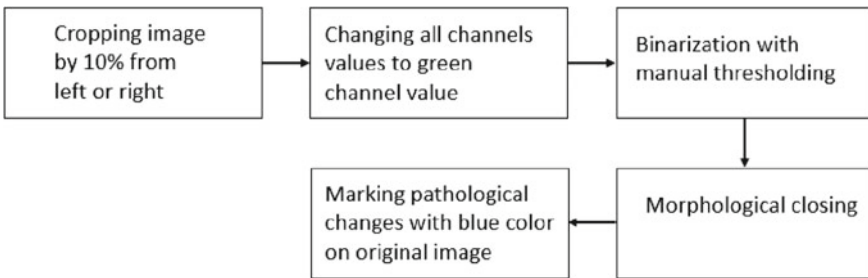 Cropping image
by 10% from
left or right
Changing all channels
values to green
channel value
Binarization with
manual thresholding
Morphological closing
Marking pathological
changes with blue color
on original image